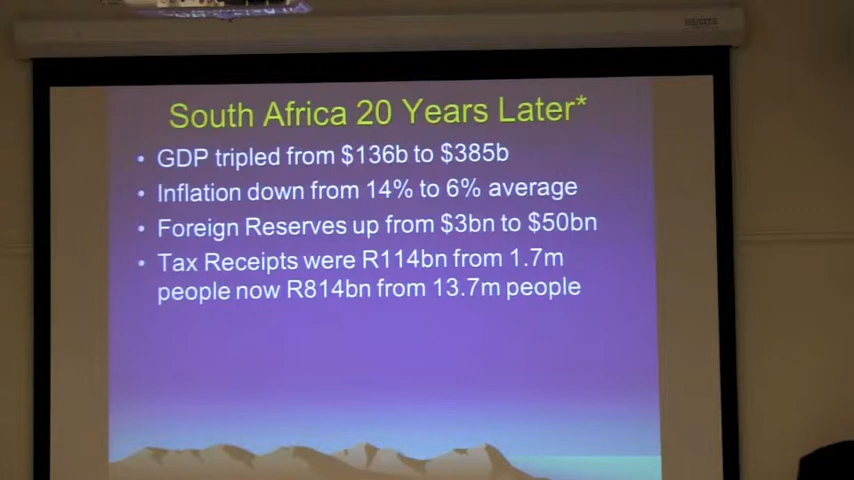 South Africa 20 Years Later*
• GDP tripled from $136b to $385b
• Inflation down from 14% to 6% average
• Foreign Reserves up from $3bn to $50bn
• Tax Receipts were R114bn from 1.7m
people now R814bn from 13.7m people